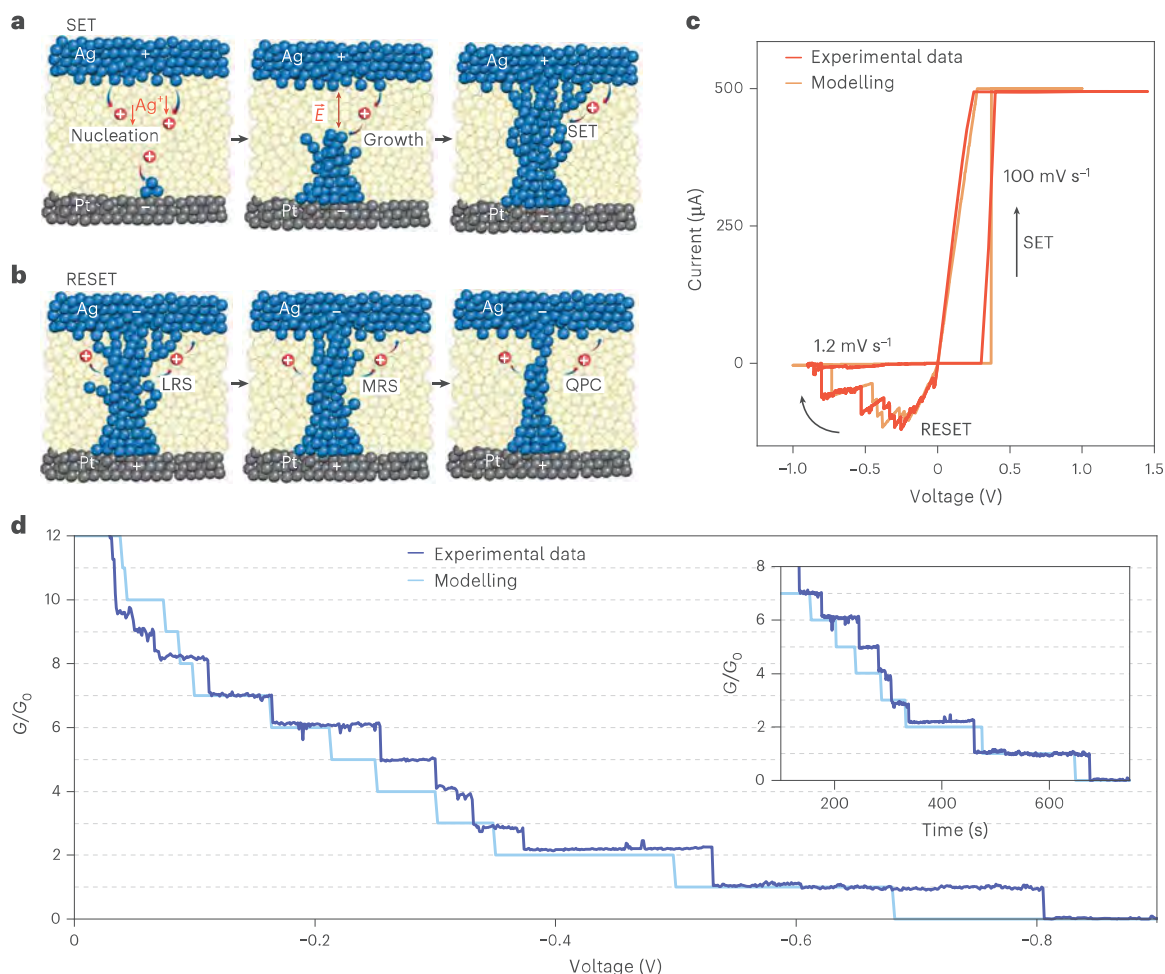 a
SET
Ag +
Ag⁺
Nucleation
Pt −
Ag +
E⃗
Growth
Pt −
Ag +
SET
Pt −
b
RESET
Ag −
LRS
Pt +
Ag −
MRS
Pt +
Ag −
QPC
Pt +
c
Experimental data
Modelling
500
250
0
Current (μA)
100 mV s⁻¹
SET
1.2 mV s⁻¹
RESET
−1.0 −0.5 0 0.5 1.0 1.5
Voltage (V)
d
Experimental data
Modelling
12
10
8
6
4
2
0
G/G₀
0 −0.2 −0.4 −0.6 −0.8
Voltage (V)
8
6
4
2
0
G/G₀
200 400 600
Time (s)